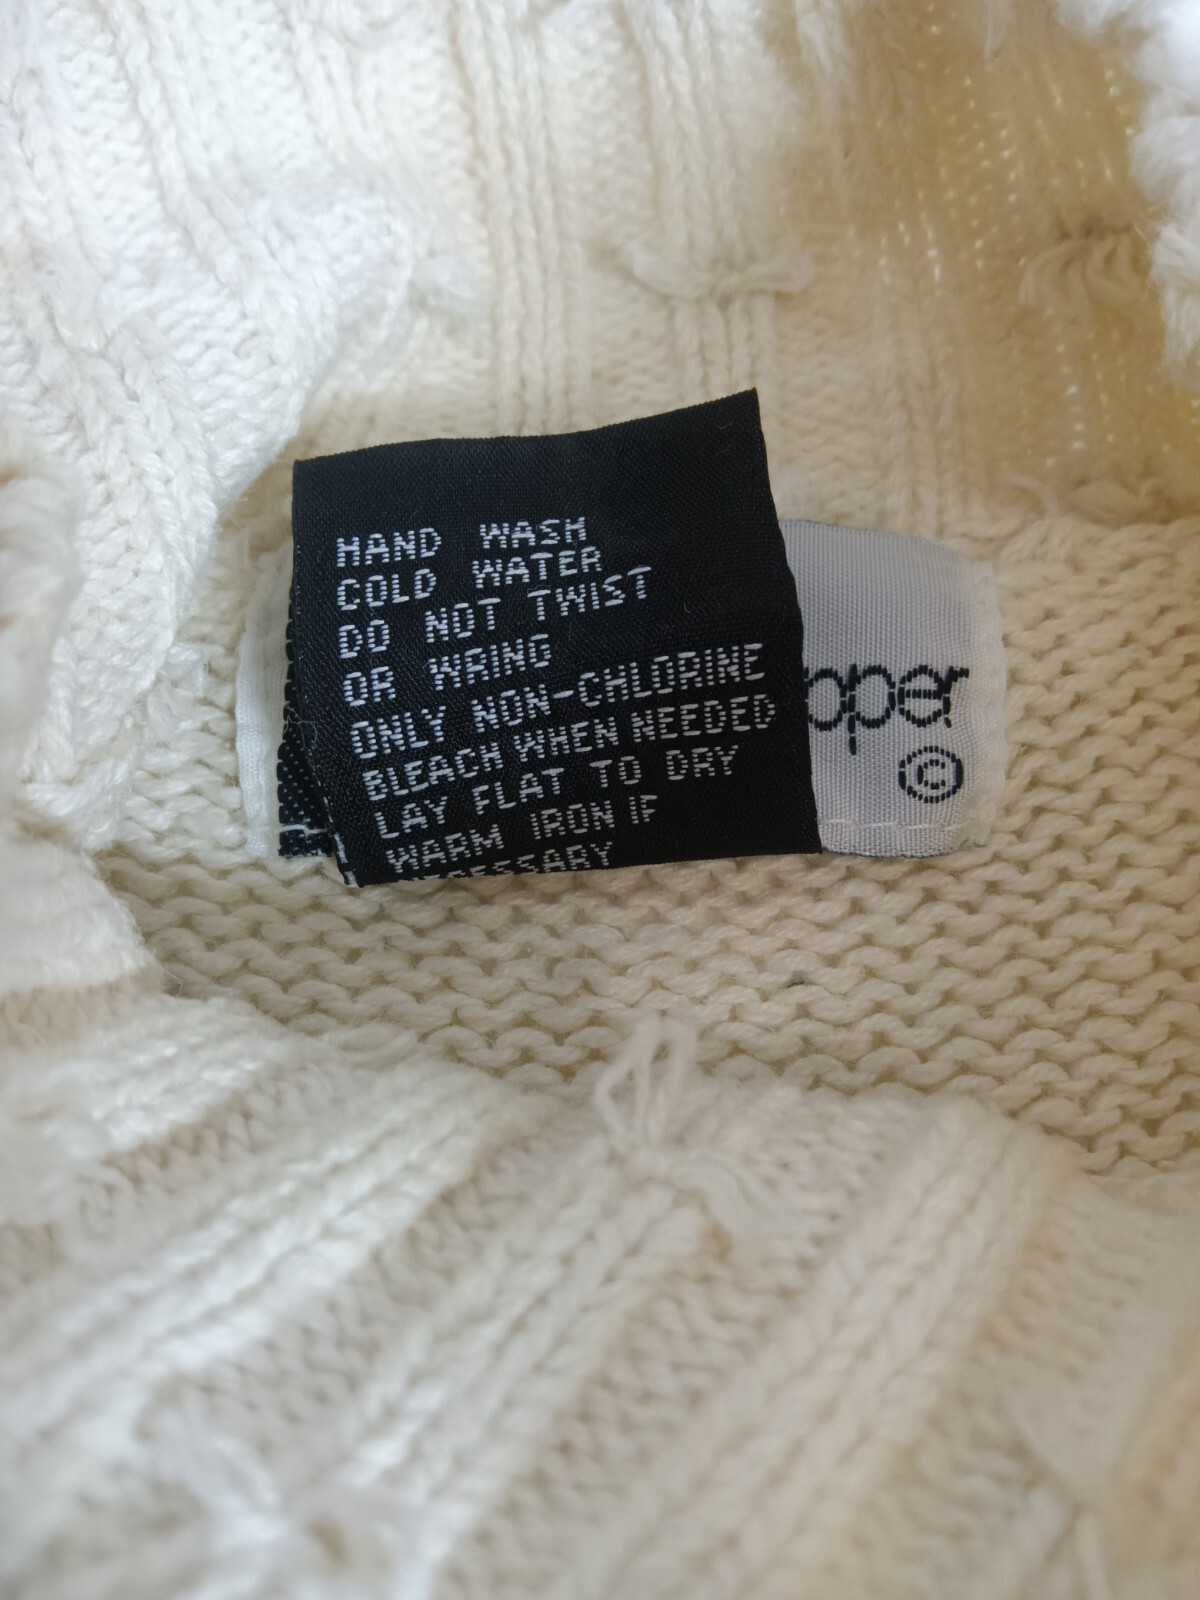 HAND WASH
COLD WATER
DO NOT TWIST
OR WRING
ONLY NON-CHLORINE
BLEACH WHEN NEEDED
LAY FLAT TO DRY
WARM IRON IF
pper
©